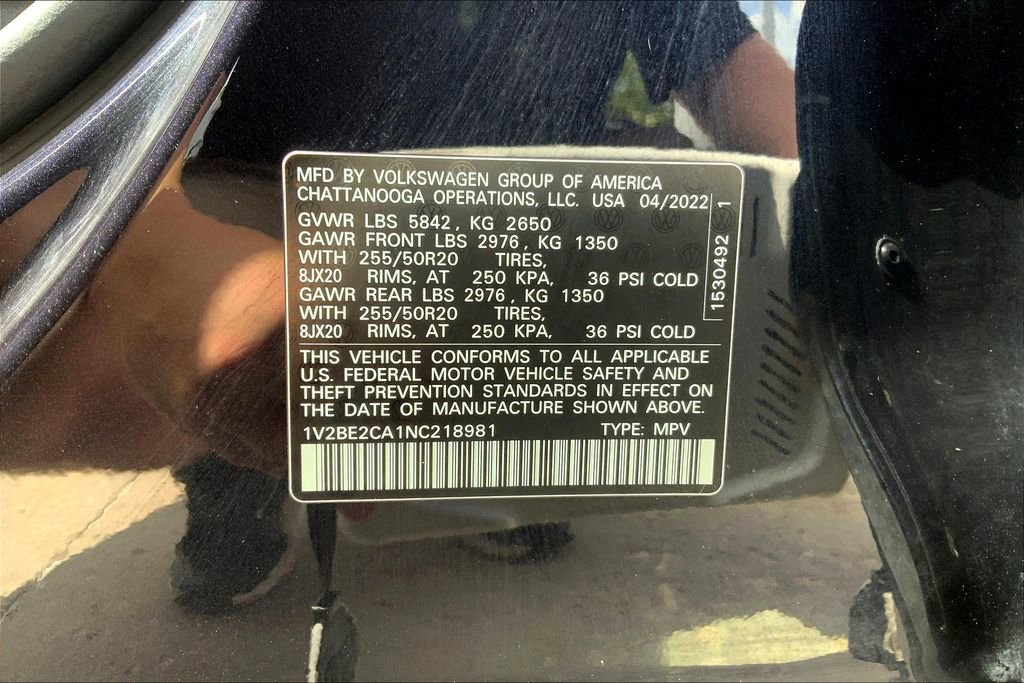 MFD BY VOLKSWAGEN GROUP OF AMERICA
CHATTANOOGA OPERATIONS, LLC. USA 04/2022
GVWR LBS 5842, KG 2650
GAWR FRONT LBS 2976, KG 1350
WITH 255/50R20 TIRES,
8JX20 RIMS, AT 250 KPA, 36 PSI COLD
GAWR REAR LBS 2976, KG 1350
WITH 255/50R20 TIRES,
8JX20 RIMS, AT 250 KPA, 36 PSI COLD
1530492 1
THIS VEHICLE CONFORMS TO ALL APPLICABLE
U.S. FEDERAL MOTOR VEHICLE SAFETY AND
THEFT PREVENTION STANDARDS IN EFFECT ON
THE DATE OF MANUFACTURE SHOWN ABOVE.
1V2BE2CA1NC218981 TYPE: MPV